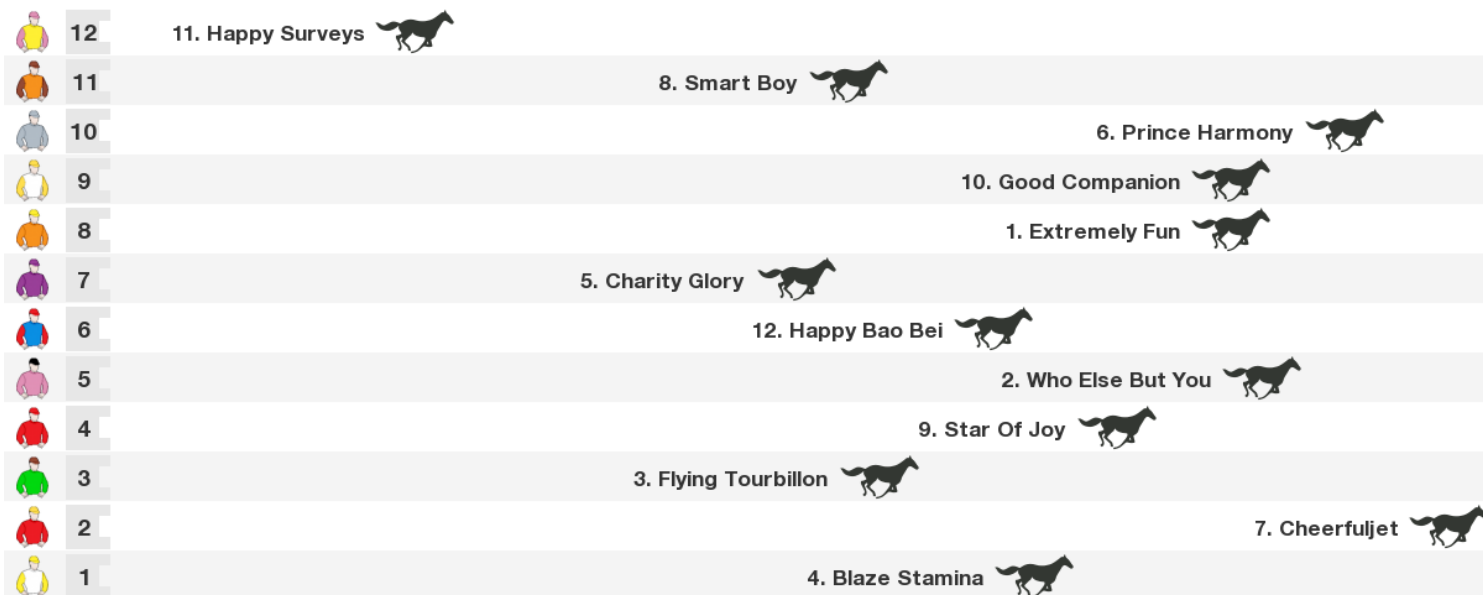 12 11. Happy Surveys
11 8. Smart Boy
10 6. Prince Harmony
9 10. Good Companion
8 1. Extremely Fun
7 5. Charity Glory
6 12. Happy Bao Bei
5 2. Who Else But You
4 9. Star Of Joy
3 3. Flying Tourbillon
2 7. Cheerfuljet
1 4. Blaze Stamina